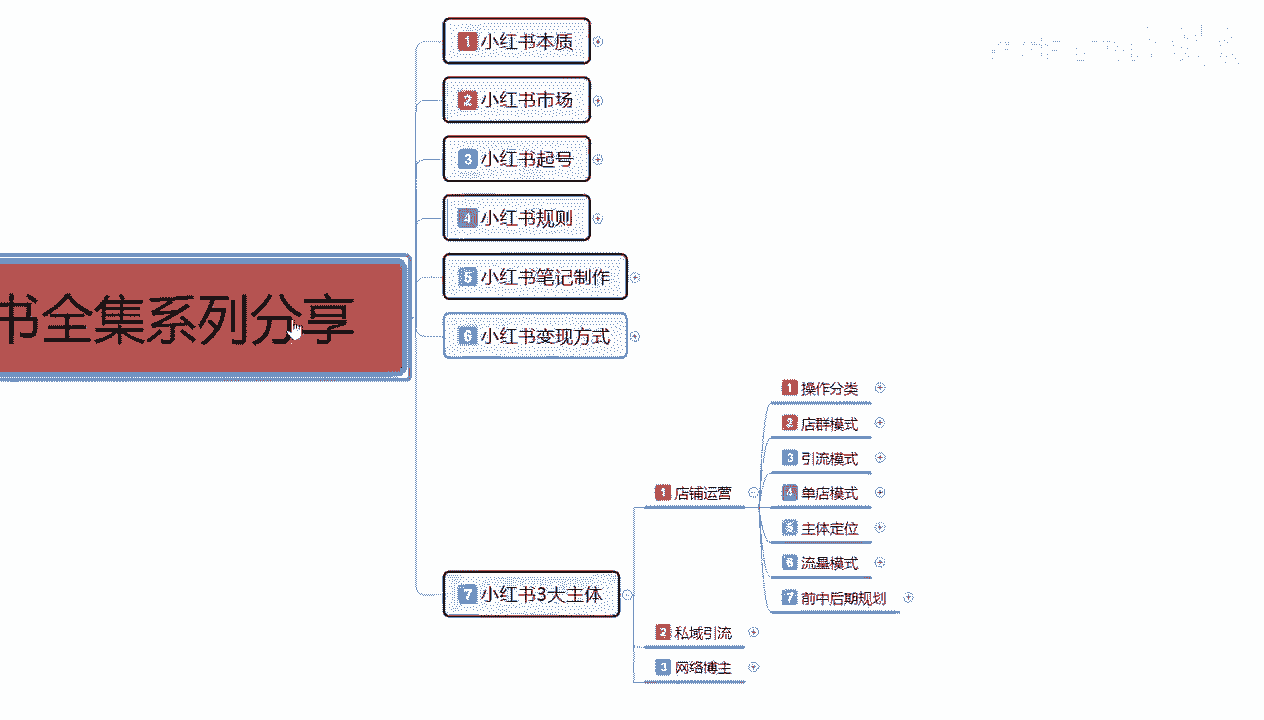 1 小红书本质
2 小红书市场
3 小红书起号
4 小红书规则
5 小红书笔记制作
6 小红书变现方式
书全集系列分享
7 小红书3大主体
1 店铺运营
1 操作分类
2 店群模式
3 引流模式
4 单店模式
5 主体定位
6 流量模式
7 前中后期规划
2 私域引流
3 网络博主